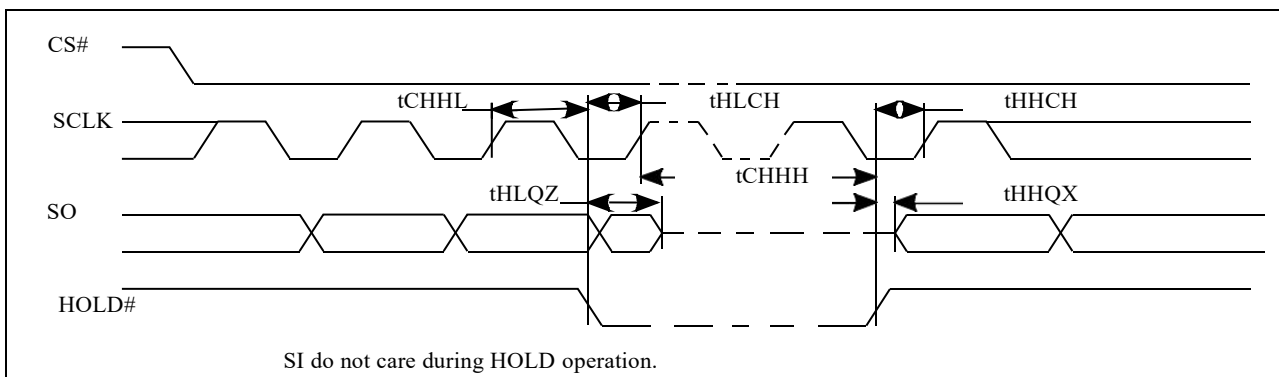 CS#
tCHHL
tHLCH
tHHCH
SCLK
tCHHH
tHLQZ
tHHQX
SO
HOLD#
SI do not care during HOLD operation.